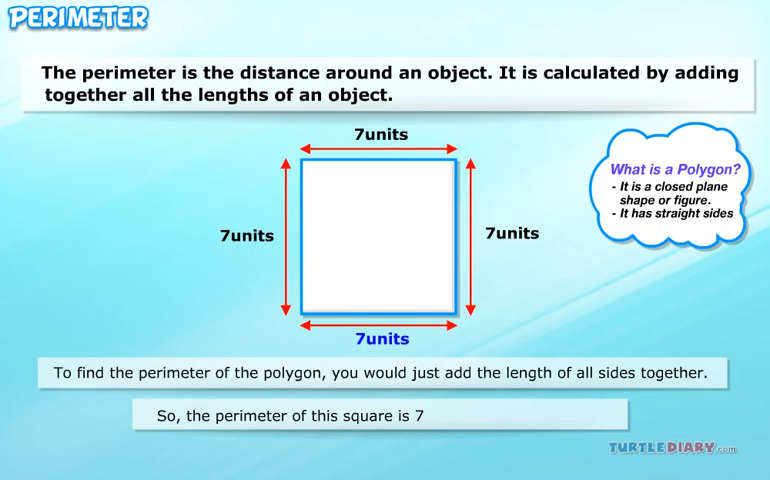 PERIMETER
The perimeter is the distance around an object. It is calculated by adding
together all the lengths of an object.
7units
What is a Polygon?
- It is a closed plane
shape or figure.
- It has straight sides
7units
7units
7units
To find the perimeter of the polygon, you would just add the length of all sides together.
So, the perimeter of this square is 7
TURTLEDIARY.com